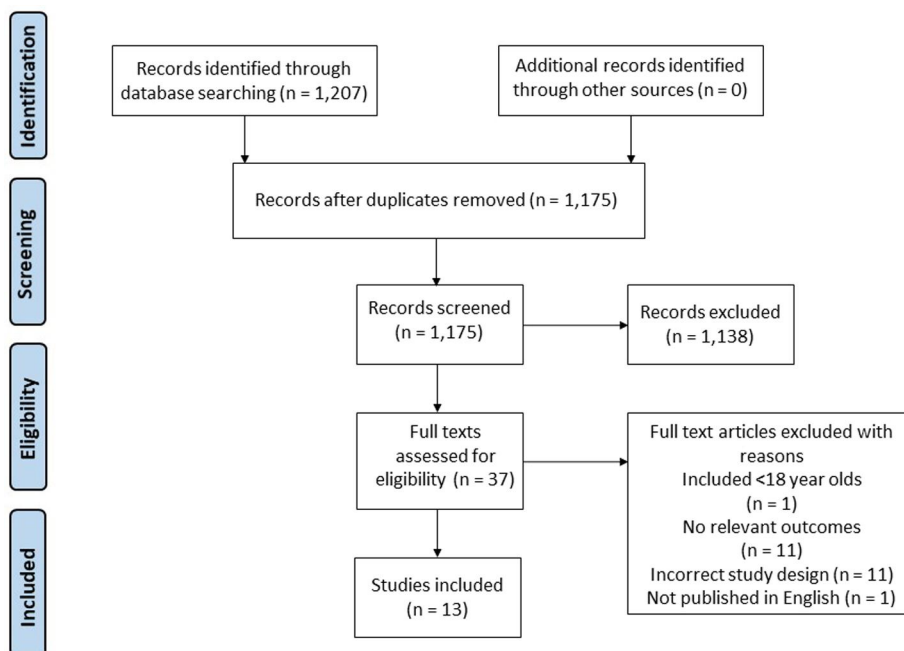 Identification
Records identified through
database searching (n = 1,207)
Additional records identified
through other sources (n = 0)
Screening
Records after duplicates removed (n = 1,175)
Records screened
(n = 1,175)
Records excluded
(n = 1,138)
Eligibility
Full texts
assessed for
eligibility (n = 37)
Full text articles excluded with
reasons
Included <18 year olds
(n = 1)
No relevant outcomes
(n = 11)
Incorrect study design (n = 11)
Not published in English (n = 1)
Included
Studies included
(n = 13)